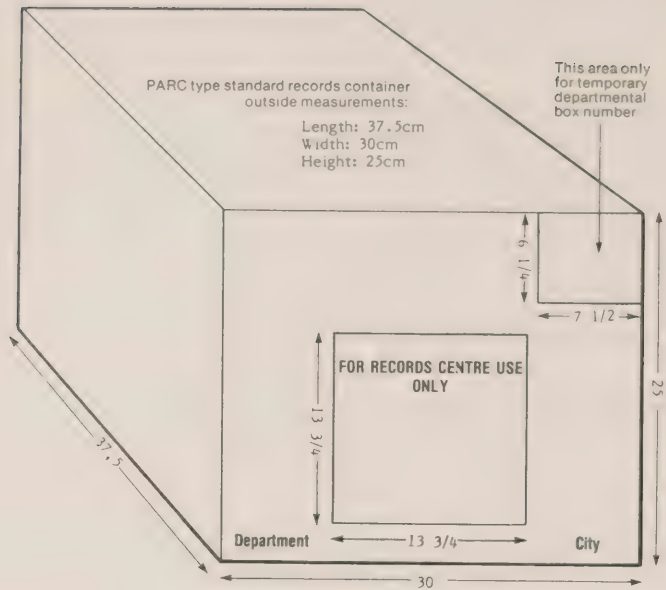 PARC type standard records container
outside measurements:
Length: 37.5cm
Width: 30cm
Height: 25cm
This area only
for temporary
departmental
box number
6 1/4
7 1/2
FOR RECORDS CENTRE USE
ONLY
13 3/4
25
37.5
Department
13 3/4
City
30